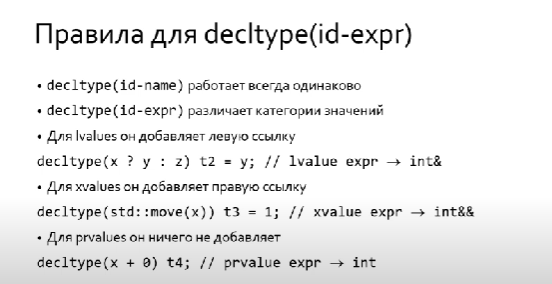 Правила для decltype(id-expr)
• decltype(id-name) работает всегда одинаково
• decltype(id-expr) различает категории значений
• Для lvalues он добавляет левую ссылку
decltype(x ? y : z) t2 = y; // lvalue expr → int&
• Для xvalues он добавляет правую ссылку
decltype(std::move(x)) t3 = 1; // xvalue expr → int&&
• Для prvalues он ничего не добавляет
decltype(x + 0) t4; // prvalue expr → int